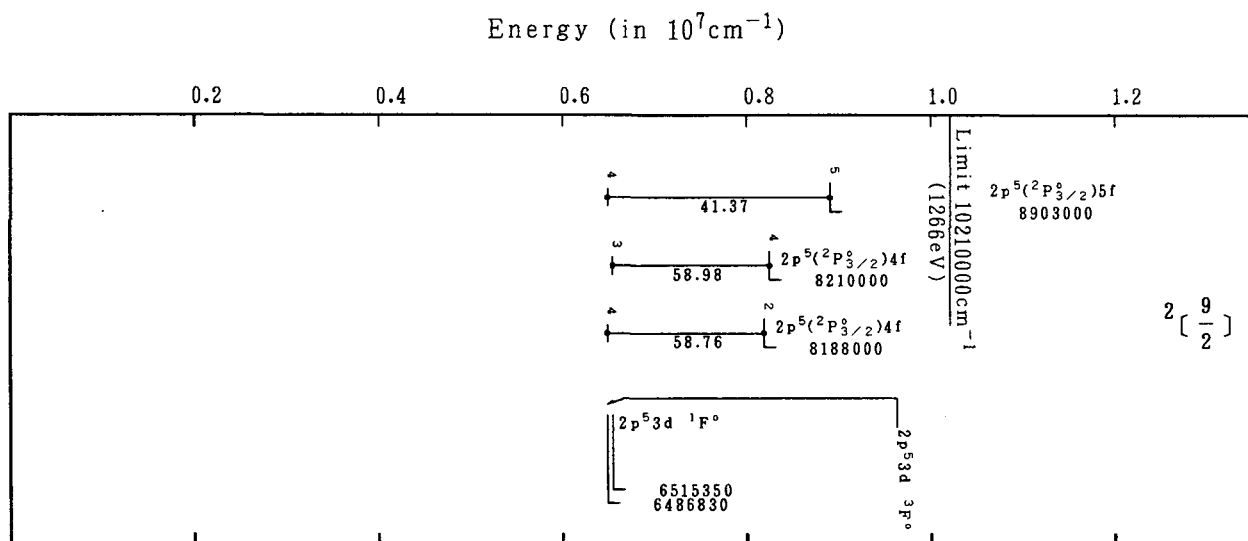 Energy (in 10⁷cm⁻¹)
0.2 0.4 0.6 0.8 1.0 1.2
4 5
41.37
2p⁵(²P°₃/₂)5f
8903000
Limit 10210000cm⁻¹
(1266eV)
3 4
58.98
2p⁵(²P°₃/₂)4f
8210000
4 2
58.76
2p⁵(²P°₃/₂)4f
8188000
²[9/2]
2p⁵3d ¹F°
2p⁵3d ³F°
6515350
6486830